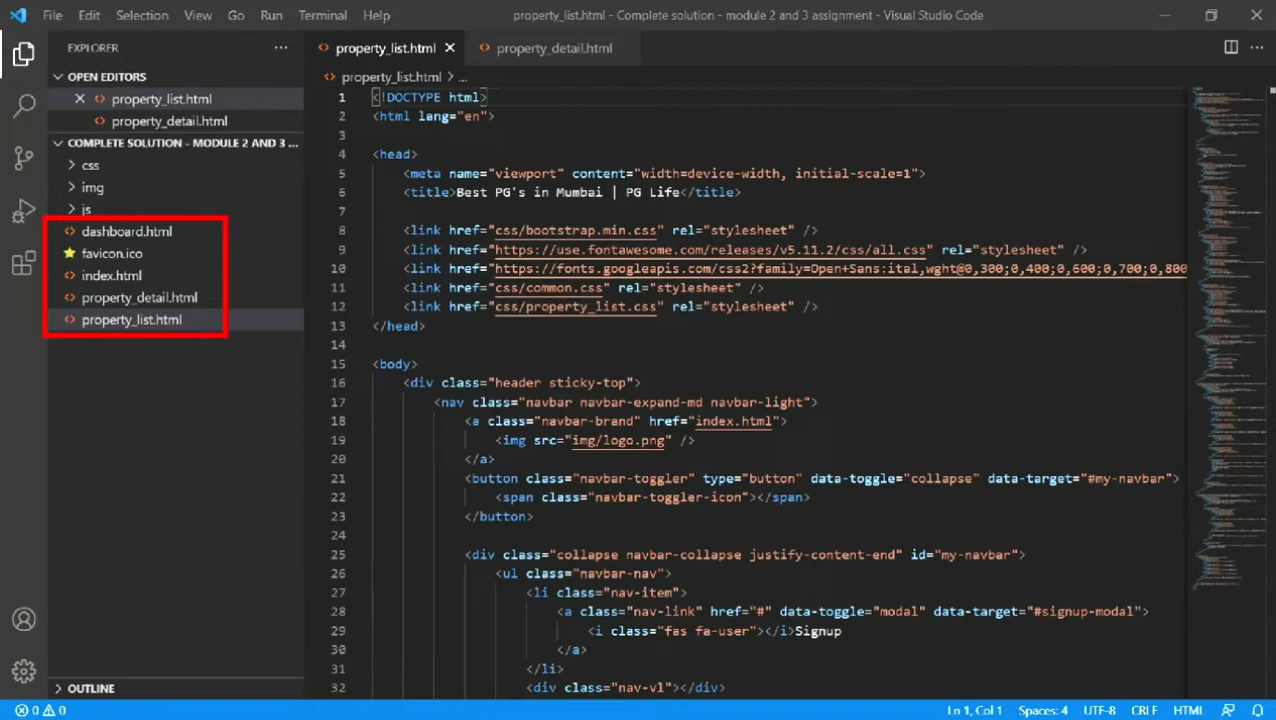 File Edit Selection View Go Run Terminal Help property_list.html - Complete solution - module 2 and 3 assignment - Visual Studio Code
EXPLORER
OPEN EDITORS
property_list.html
property_detail.html
COMPLETE SOLUTION - MODULE 2 AND 3 ...
css
img
js
dashboard.html
favicon.ico
index.html
property_detail.html
property_list.html
OUTLINE
property_list.html property_detail.html
property_list.html > ...
1 <!DOCTYPE html>
2 <html lang="en">
3
4 <head>
5 <meta name="viewport" content="width=device-width, initial-scale=1">
6 <title>Best PG's in Mumbai | PG Life</title>
7
8 <link href="css/bootstrap.min.css" rel="stylesheet" />
9 <link href="https://use.fontawesome.com/releases/v5.11.2/css/all.css" rel="stylesheet" />
10 <link href="https://fonts.googleapis.com/css2?family=Open+Sans:ital,wght@0,300;0,400;0,600;0,700;0,800
11 <link href="css/common.css" rel="stylesheet" />
12 <link href="css/property_list.css" rel="stylesheet" />
13 </head>
14
15 <body>
16 <div class="header sticky-top">
17 <nav class="navbar navbar-expand-md navbar-light">
18 <a class="navbar-brand" href="index.html">
19 <img src="img/logo.png" />
20 </a>
21 <button class="navbar-toggler" type="button" data-toggle="collapse" data-target="#my-navbar">
22 <span class="navbar-toggler-icon"></span>
23 </button>
24
25 <div class="collapse navbar-collapse justify-content-end" id="my-navbar">
26 <ul class="navbar-nav">
27 <li class="nav-item">
28 <a class="nav-link" href="#" data-toggle="modal" data-target="#signup-modal">
29 <i class="fas fa-user"></i>Signup
30 </a>
31 </li>
32 <div class="nav-vl"></div>
0 0 Ln 1, Col 1 Spaces: 4 UTF-8 CRLF HTML